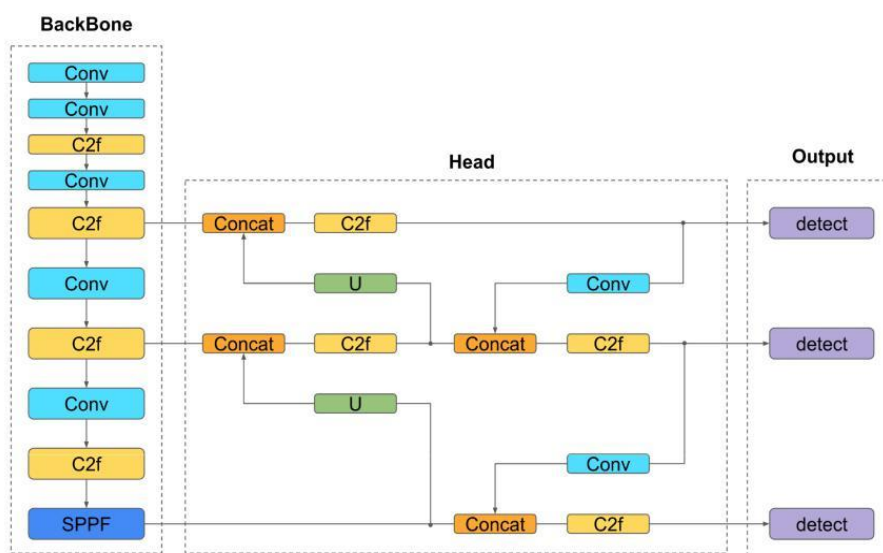 BackBone
Conv
Conv
C2f
Conv
C2f
Conv
C2f
Conv
C2f
SPPF
Head
Concat
C2f
U
Conv
Concat
C2f
Concat
C2f
U
Conv
Concat
C2f
Output
detect
detect
detect